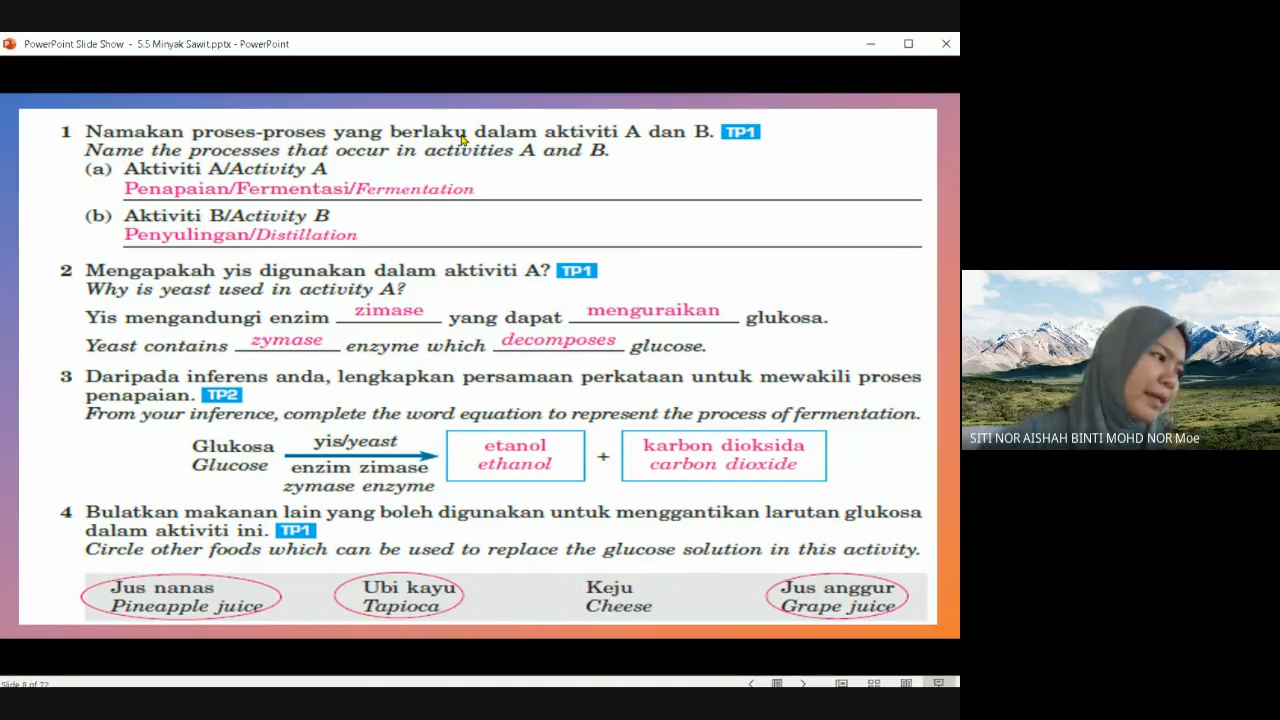 PowerPoint Slide Show - 5.5 Minyak Sawit.pptx - PowerPoint
1 Namakan proses-proses yang berlaku dalam aktiviti A dan B. TP1
Name the processes that occur in activities A and B.
(a) Aktiviti A/Activity A
Penapaian/Fermentasi/Fermentation
(b) Aktiviti B/Activity B
Penyulingan/Distillation
2 Mengapakah yis digunakan dalam aktiviti A? TP1
Why is yeast used in activity A?
Yis mengandungi enzim zimase yang dapat menguraikan glukosa.
Yeast contains zymase enzyme which decomposes glucose.
3 Daripada inferens anda, lengkapkan persamaan perkataan untuk mewakili proses
penapaian. TP2
From your inference, complete the word equation to represent the process of fermentation.
Glukosa yis/yeast etanol + karbon dioksida
Glucose enzim zimase ethanol carbon dioxide
zymase enzyme
4 Bulatkan makanan lain yang boleh digunakan untuk menggantikan larutan glukosa
dalam aktiviti ini. TP1
Circle other foods which can be used to replace the glucose solution in this activity.
Jus nanas Ubi kayu Keju Jus anggur
Pineapple juice Tapioca Cheese Grape juice
SITI NOR AISHAH BINTI MOHD NOR Moe
Slide 8 of 72